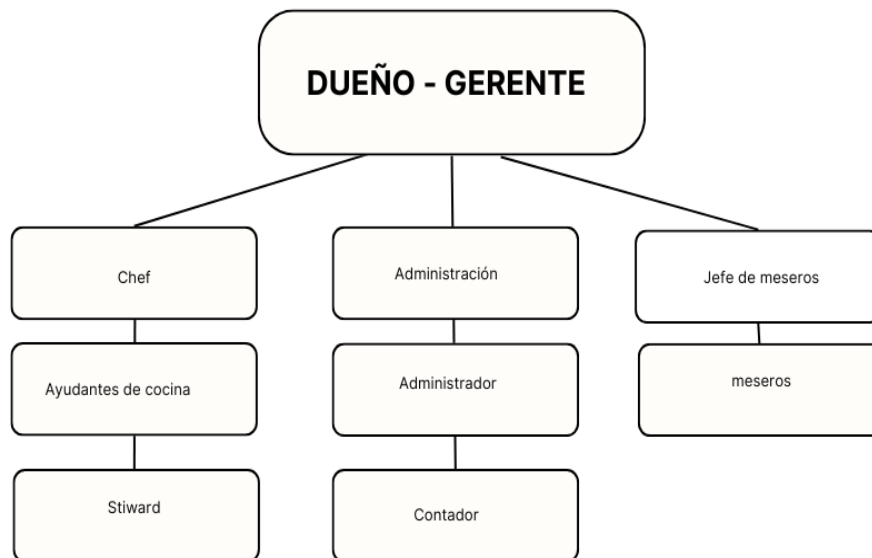 DUEÑO - GERENTE
Chef
Administración
Jefe de meseros
Ayudantes de cocina
Administrador
meseros
Stiward
Contador